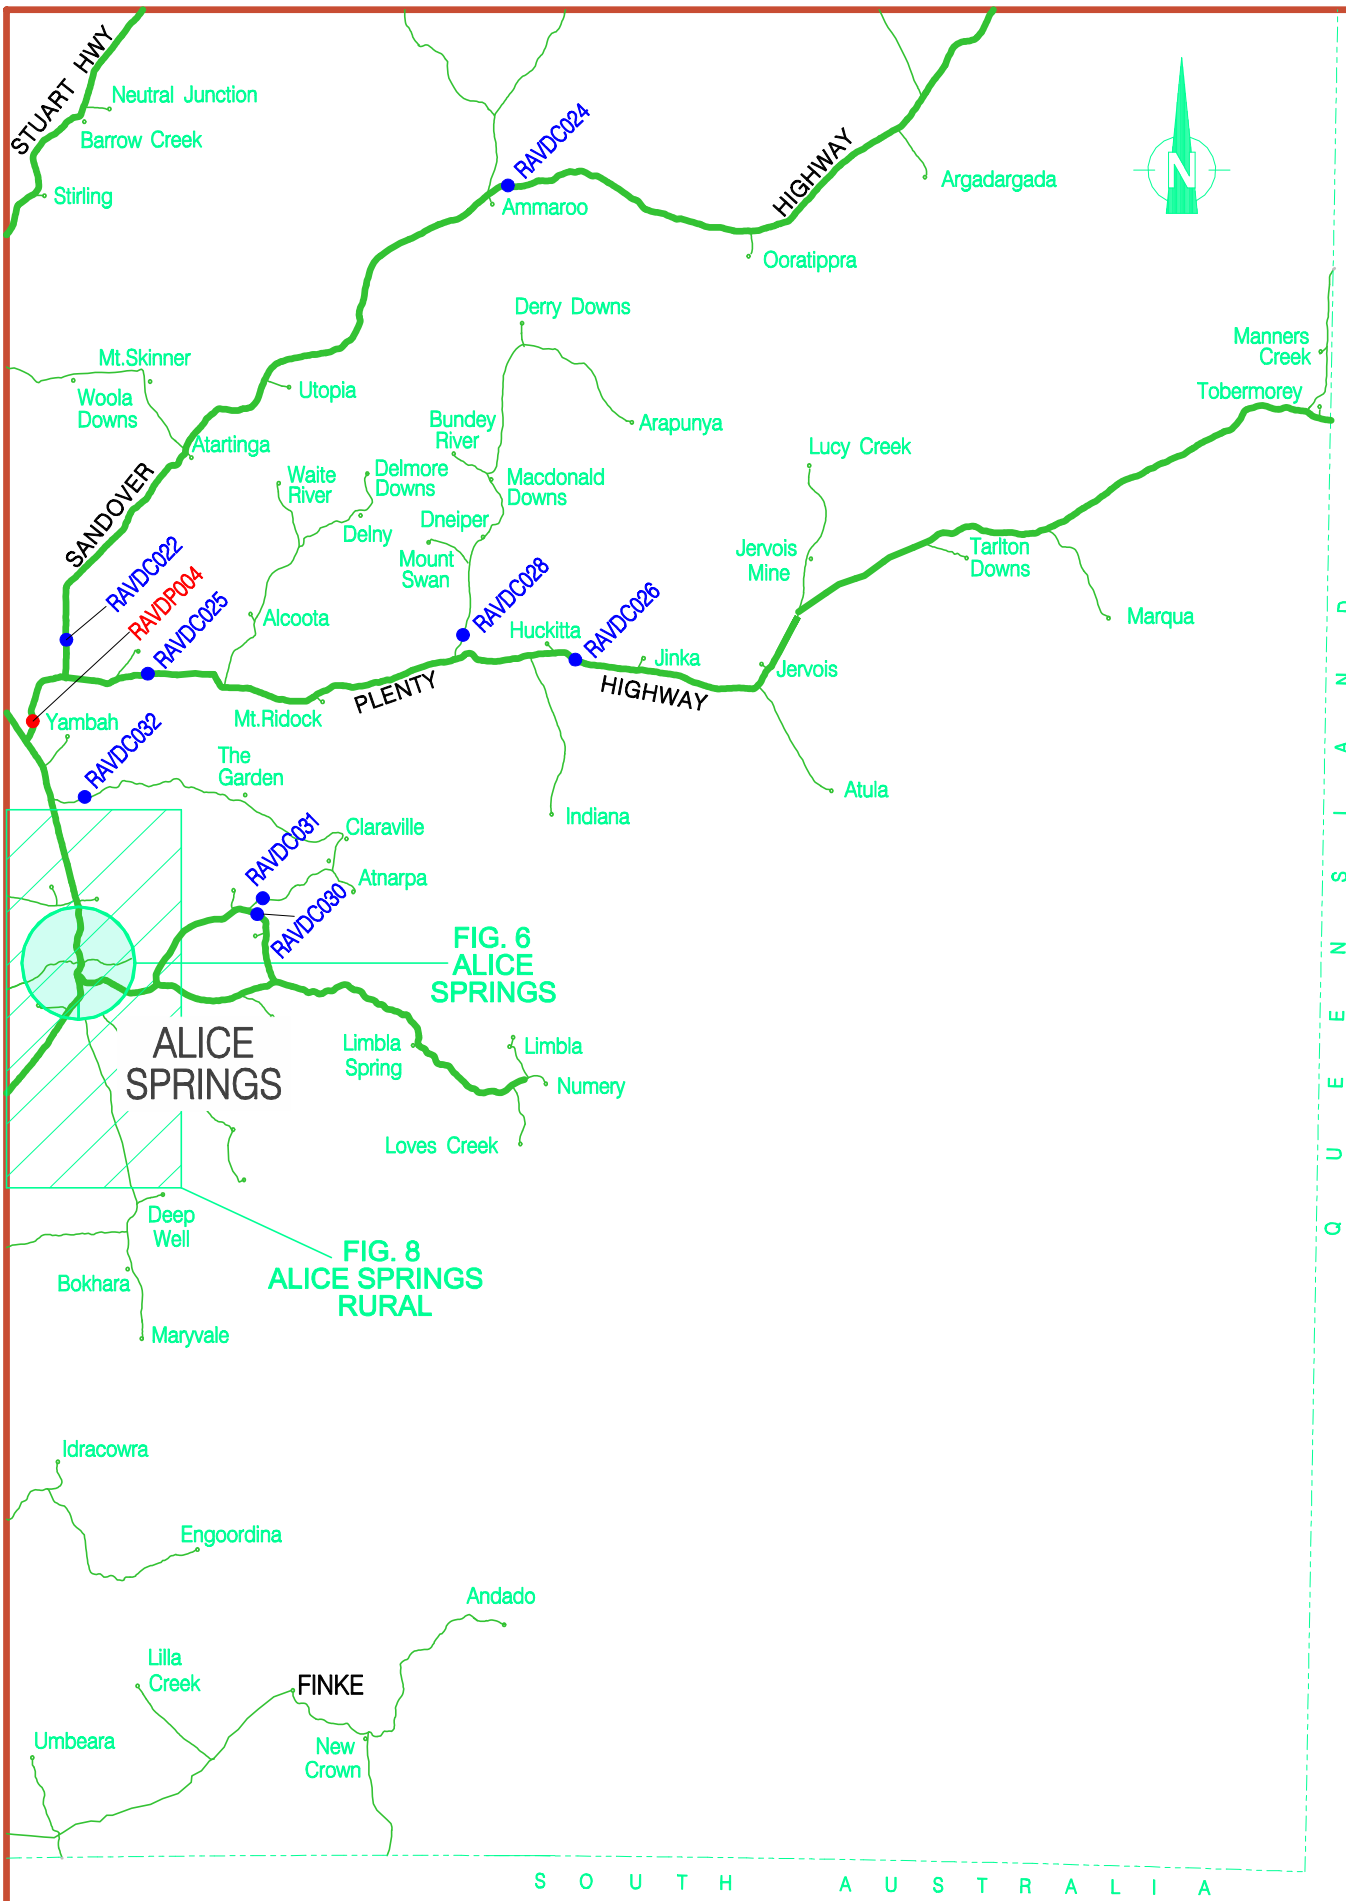 STUART HWY
Neutral Junction
Barrow Creek
Stirling
RAVDC024
Ammaroo
HIGHWAY
Argadargada
N
Ooratippra
Derry Downs
Manners
Creek
Tobermorey
Mt.Skinner
Woola
Downs
Utopia
Atartinga
Bundey
River
Arapunya
Lucy Creek
Waite
River
Delmore
Downs
Macdonald
Downs
Delny
Dneiper
Mount
Swan
SANDOVER
Jervois
Mine
Tarlton
Downs
Marqua
RAVDC022
RAVDP004
RAVDC025
Alcoota
RAVDC028
Huckitta
RAVDC026
Jinka
Jervois
PLENTY
HIGHWAY
Mt.Ridock
Yambah
RAVDC032
The
Garden
Atula
Indiana
Claraville
RAVDC031
Atnarpa
RAVDC030
FIG. 6
ALICE
SPRINGS
ALICE
SPRINGS
Limbla
Spring
Limbla
Numery
Loves Creek
Deep
Well
FIG. 8
ALICE SPRINGS
RURAL
Bokhara
Maryvale
QUEENSLAND
Idracowra
Engoordina
Andado
Lilla
Creek
FINKE
Umbeara
New
Crown
SOUTH AUSTRALIA